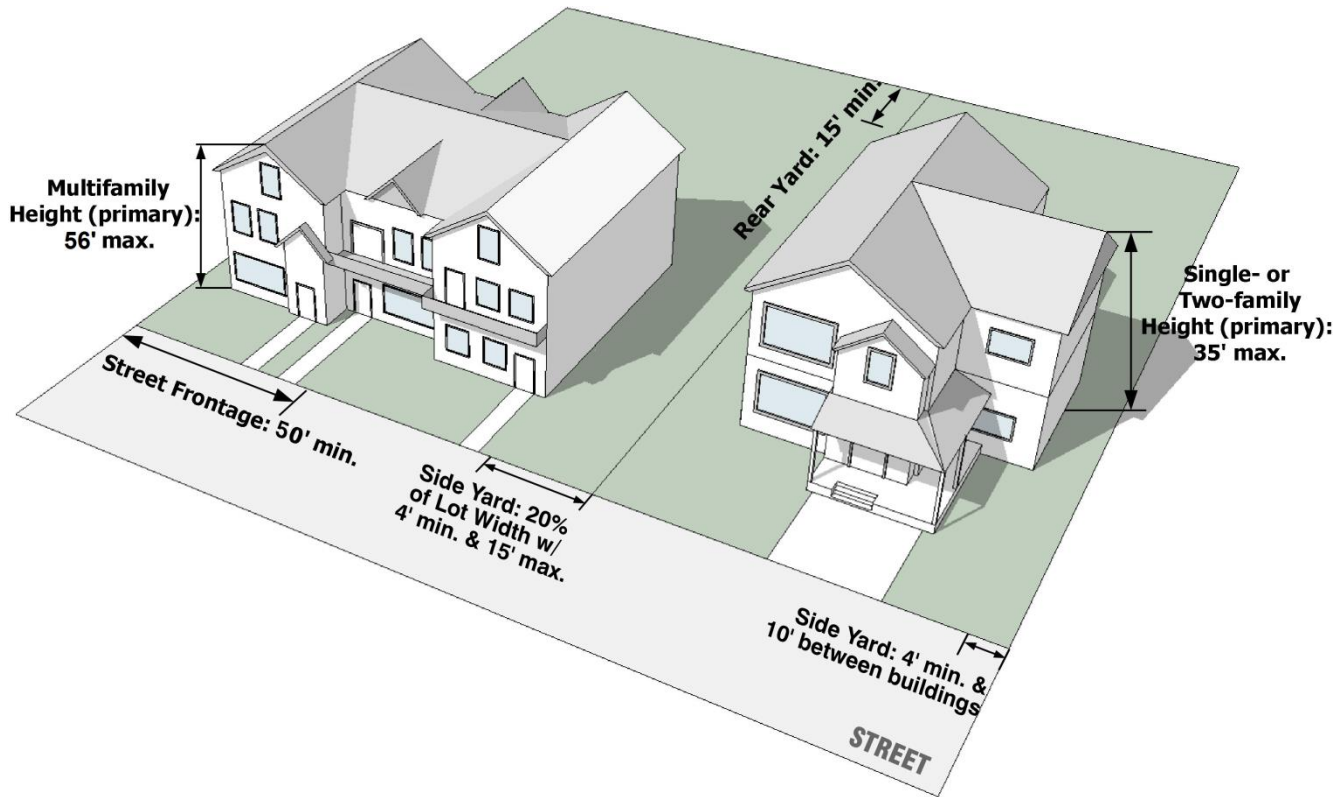 Multifamily
Height (primary):
56' max.
Rear Yard: 15' min.
Single- or
Two-family
Height (primary):
35' max.
Street Frontage: 50' min.
Side Yard: 20%
of Lot Width w/
4' min. & 15' max.
Side Yard: 4' min. &
10' between buildings
STREET